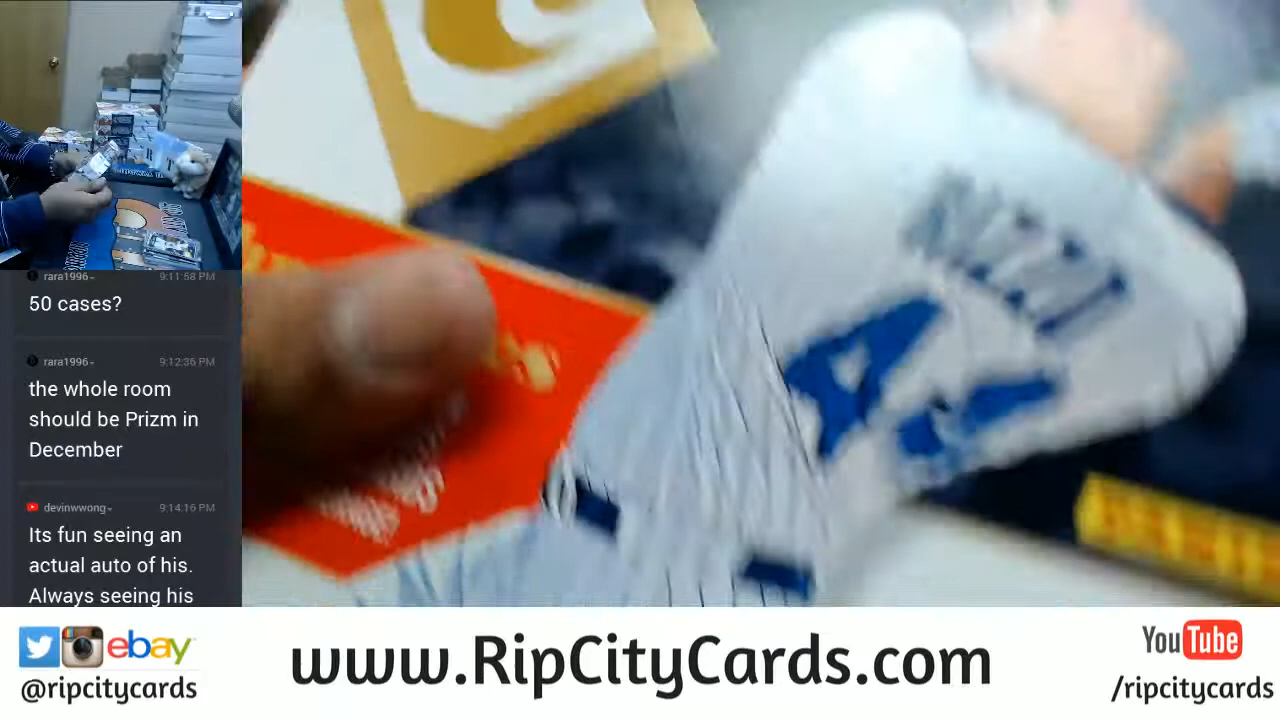 rara1996
9:11:58 PM
50 cases?
rara1996
9:12:36 PM
the whole room
should be Prizm in
December
devinwwong
9:14:16 PM
Its fun seeing an
actual auto of his.
Always seeing his
ebay
@ripcitycards
www.RipCityCards.com
YouTube
/ripcitycards